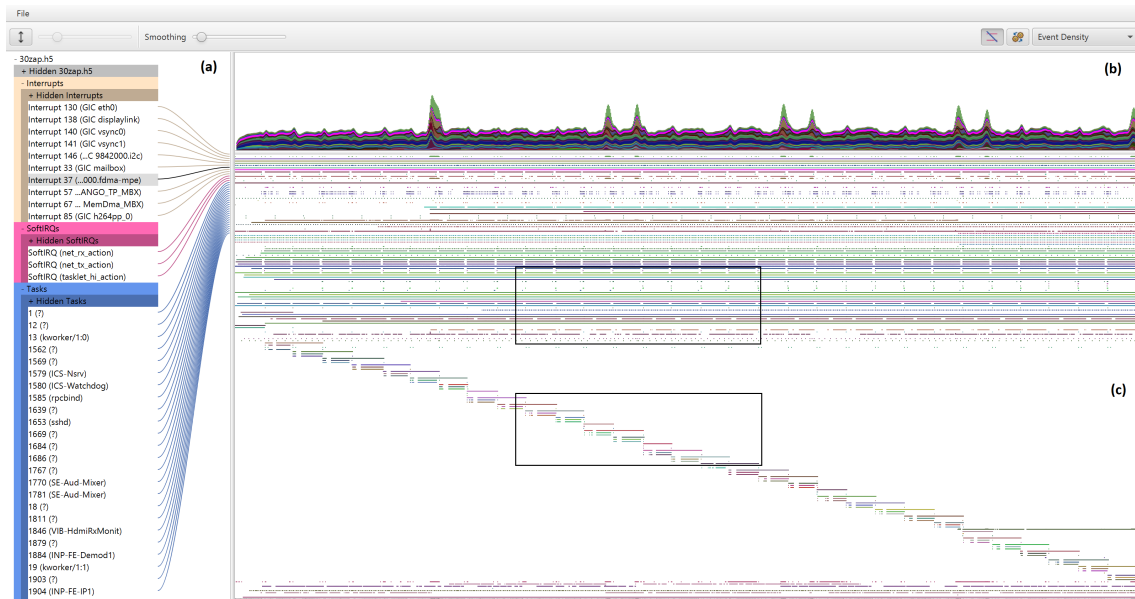 File
Smoothing
Event Density
- 30zap.h5
(a)
(b)
+ Hidden 30zap.h5
- Interrupts
+ Hidden Interrupts
Interrupt 130 (GIC eth0)
Interrupt 138 (GIC displaylink)
Interrupt 140 (GIC vsync0)
Interrupt 141 (GIC vsync1)
Interrupt 146 (...C 9842000.i2c)
Interrupt 33 (GIC mailbox)
Interrupt 37 (...000.fdma-mpe)
Interrupt 57 ...ANGO_TP_MBX)
Interrupt 67 ... MemDma_MBX)
Interrupt 85 (GIC h264pp_0)
- SoftIRQs
+ Hidden SoftIRQs
SoftIRQ (net_rx_action)
SoftIRQ (net_tx_action)
SoftIRQ (tasklet_hi_action)
- Tasks
+ Hidden Tasks
1 (?)
12 (?)
13 (kworker/1:0)
1562 (?)
1569 (?)
1579 (ICS-Nsrv)
1580 (ICS-Watchdog)
(c)
1585 (rpcbind)
1639 (?)
1653 (sshd)
1669 (?)
1684 (?)
1686 (?)
1767 (?)
1770 (SE-Aud-Mixer)
1781 (SE-Aud-Mixer)
18 (?)
1811 (?)
1846 (VIB-HdmiRxMonit)
1879 (?)
1884 (INP-FE-Demod1)
19 (kworker/1:1)
1903 (?)
1904 (INP-FE-IP1)